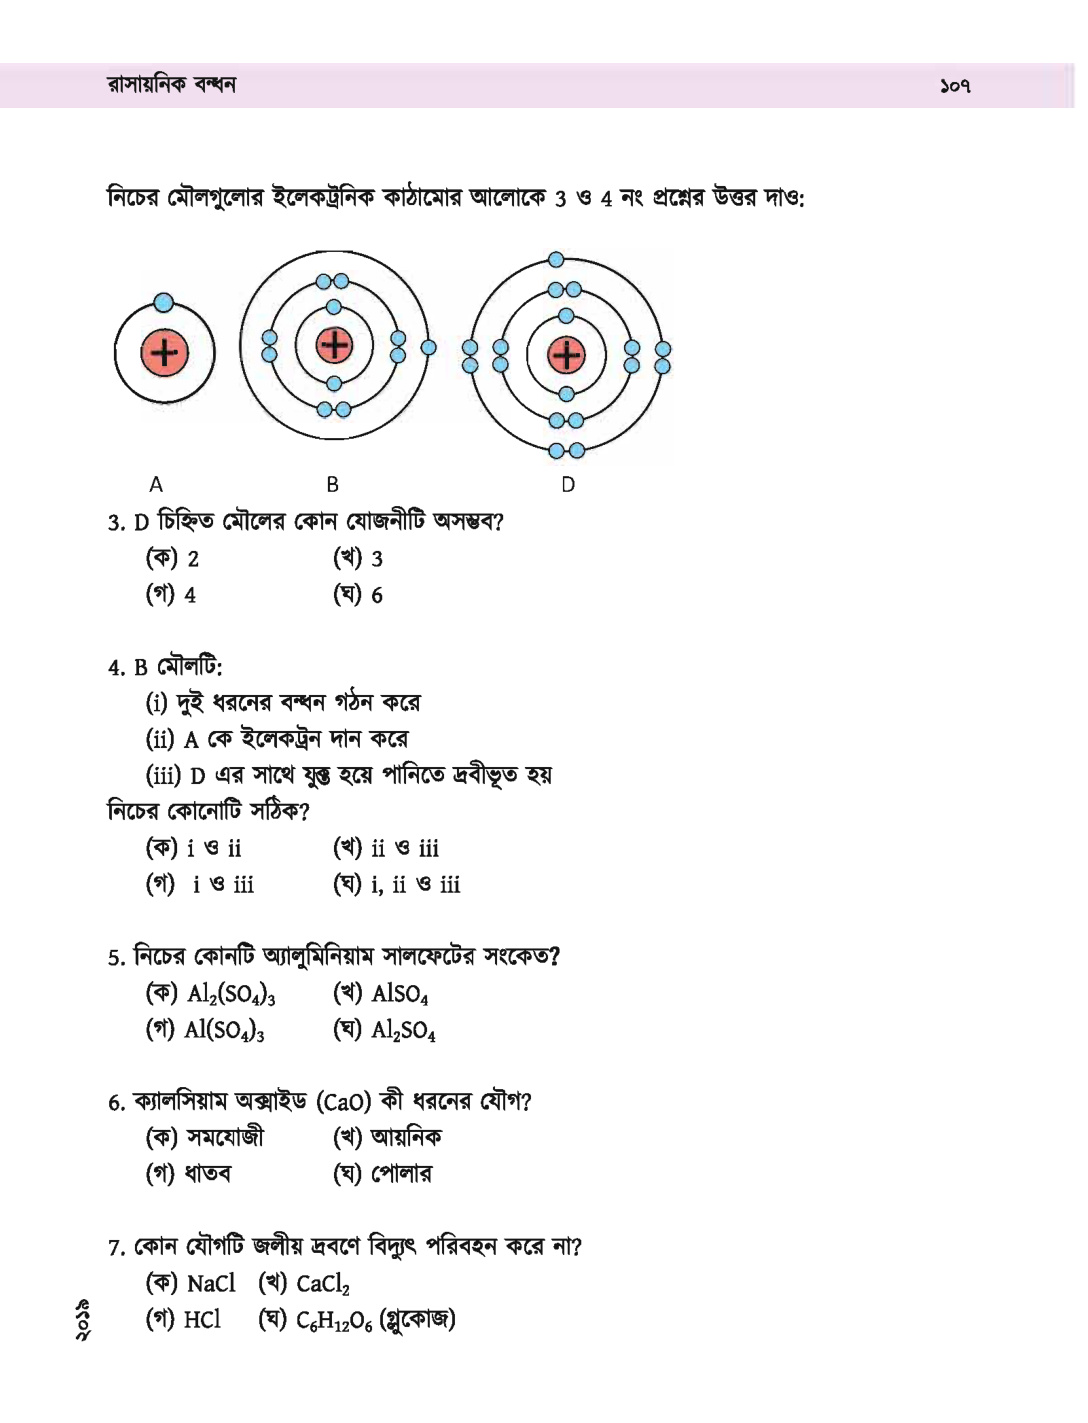 রাসায়নিক বন্ধন ১০৭
নিচের মৌলগুলোর ইলেকট্রনিক কাঠামোর আলোকে 3 ও 4 নং প্রশ্নের উত্তর দাও:
+ + +
A B D
3. D চিহ্নিত মৌলের কোন যোজনীটি অসম্ভব?
(ক) 2 (খ) 3
(গ) 4 (ঘ) 6
4. B মৌলটি:
(i) দুই ধরনের বন্ধন গঠন করে
(ii) A কে ইলেকট্রন দান করে
(iii) D এর সাথে যুক্ত হয়ে পানিতে দ্রবীভূত হয়
নিচের কোনোটি সঠিক?
(ক) i ও ii (খ) ii ও iii
(গ) i ও iii (ঘ) i, ii ও iii
5. নিচের কোনটি অ্যালুমিনিয়াম সালফেটের সংকেত?
(ক) Al₂(SO₄)₃ (খ) AlSO₄
(গ) Al(SO₄)₃ (ঘ) Al₂SO₄
6. ক্যালসিয়াম অক্সাইড (CaO) কী ধরনের যৌগ?
(ক) সমযোজী (খ) আয়নিক
(গ) ধাতব (ঘ) পোলার
7. কোন যৌগটি জলীয় দ্রবণে বিদ্যুৎ পরিবহন করে না?
(ক) NaCl (খ) CaCl₂
(গ) HCl (ঘ) C₆H₁₂O₆ (গ্লুকোজ)
২০১৯